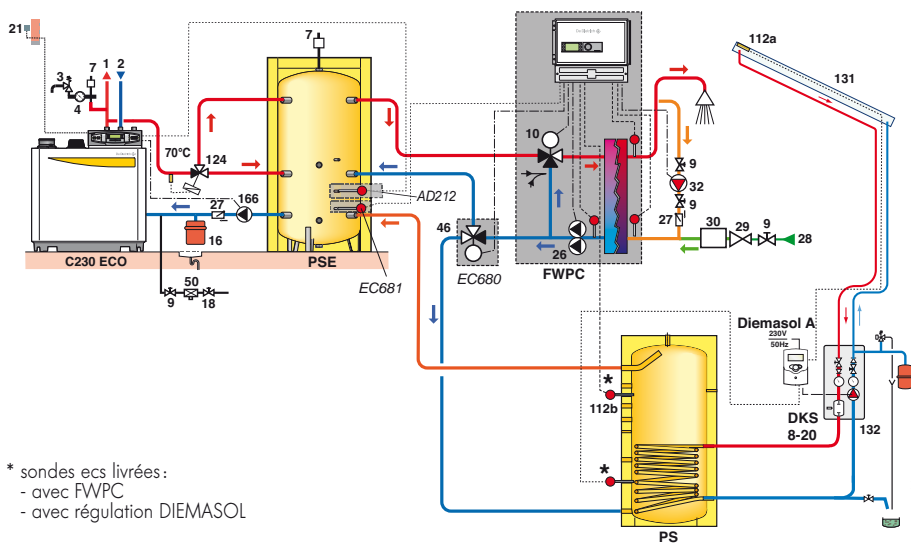 21
7
1
2
3
4
70°C
124
166
27
16
C230 ECO
9
50
18
7
PSE
AD212
EC681
46
EC680
10
26
FWPC
9
32
9
27
30
29
9
28
112a
131
Diemasol A
230V
50Hz
DKS
8-20
132
16
*
112b
*
PS
* sondes ecs livrées :
- avec FWPC
- avec régulation DIEMASOL